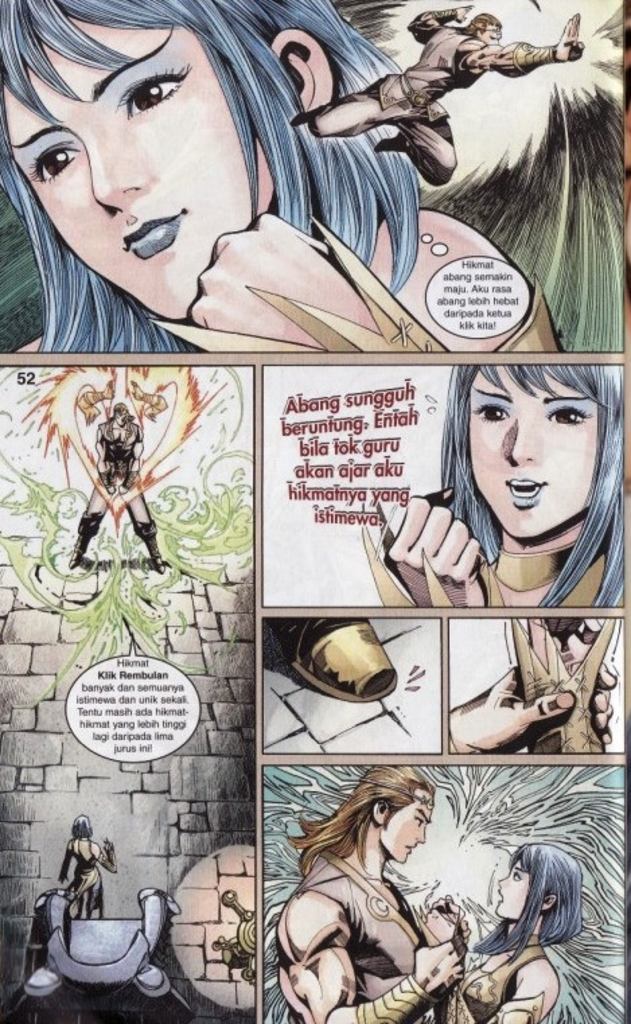 Hikmat
abang semakin
maju. Aku rasa
abang lebih hebat
daripada ketua
klik kita!
52
Abang sungguh
beruntung. Entah
bila tok guru
akan ajar aku
hikmatnya yang
istimewa.
Hikmat
Klik Rembulan
banyak dan semuanya
istimewa dan unik sekali.
Tentu masih ada hikmat-
hikmat yang lebih tinggi
lagi daripada lima
jurus ini!